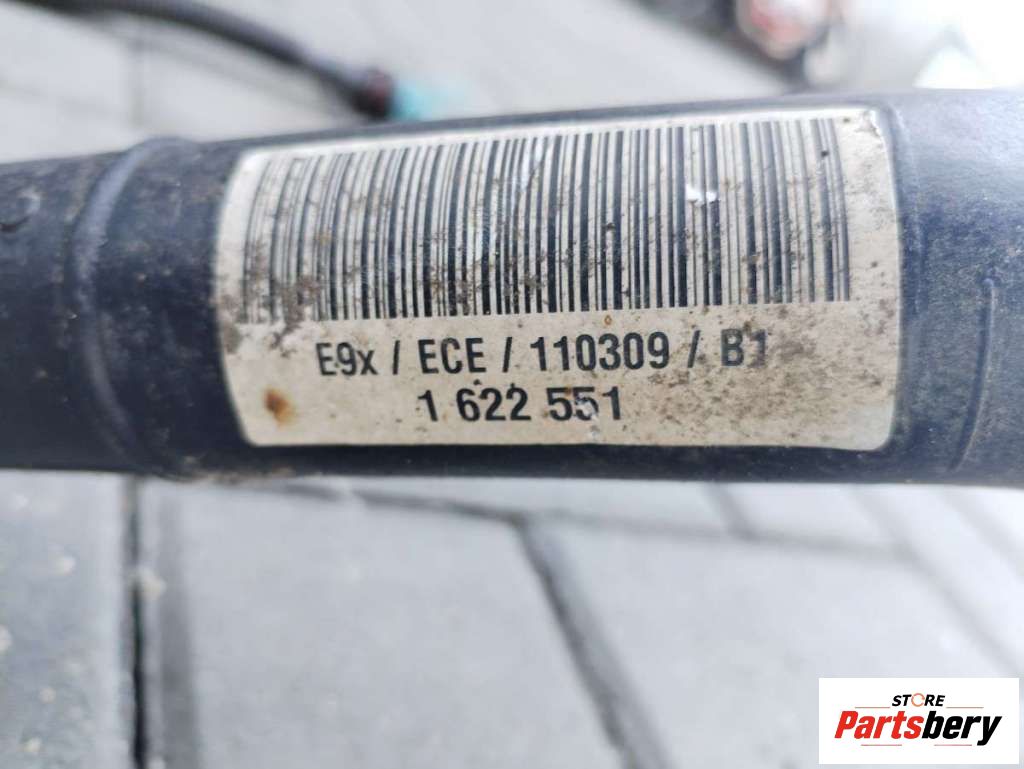 E9x / ECE / 110309 / B1
1 622 551
STORE
Partsbery